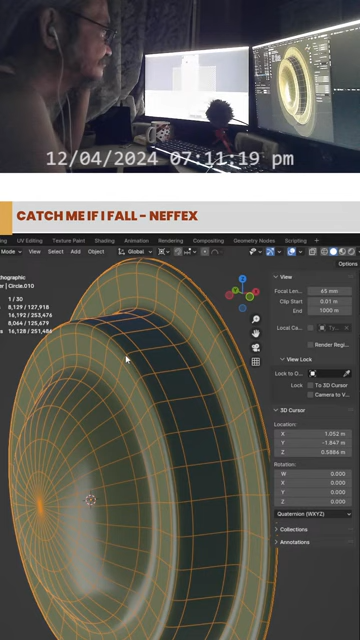 12/04/2024 07:11:19 pm
CATCH ME IF I FALL - NEFFEX
UV Editing Texture Paint Shading Animation Rendering Compositing Geometry Nodes Scripting
Mode View Select Add Object Global
Options
thographic
r | Circle.010
1 / 30
8,129 / 127,918
16,192 / 253,476
8,064 / 125,679
16,128 / 251,484
View
Focal Len... 65 mm
Clip Start 0.01 m
End 1000 m
Local Ca...
Render Regi...
View Lock
Lock to O...
Lock To 3D Cursor
Camera to V...
3D Cursor
Location:
X 1.052 m
Y -1.847 m
Z 0.5884 m
Rotation:
W 0.000
X 0.000
Y 0.000
Z 0.000
Quaternion (WXYZ)
Collections
Annotations